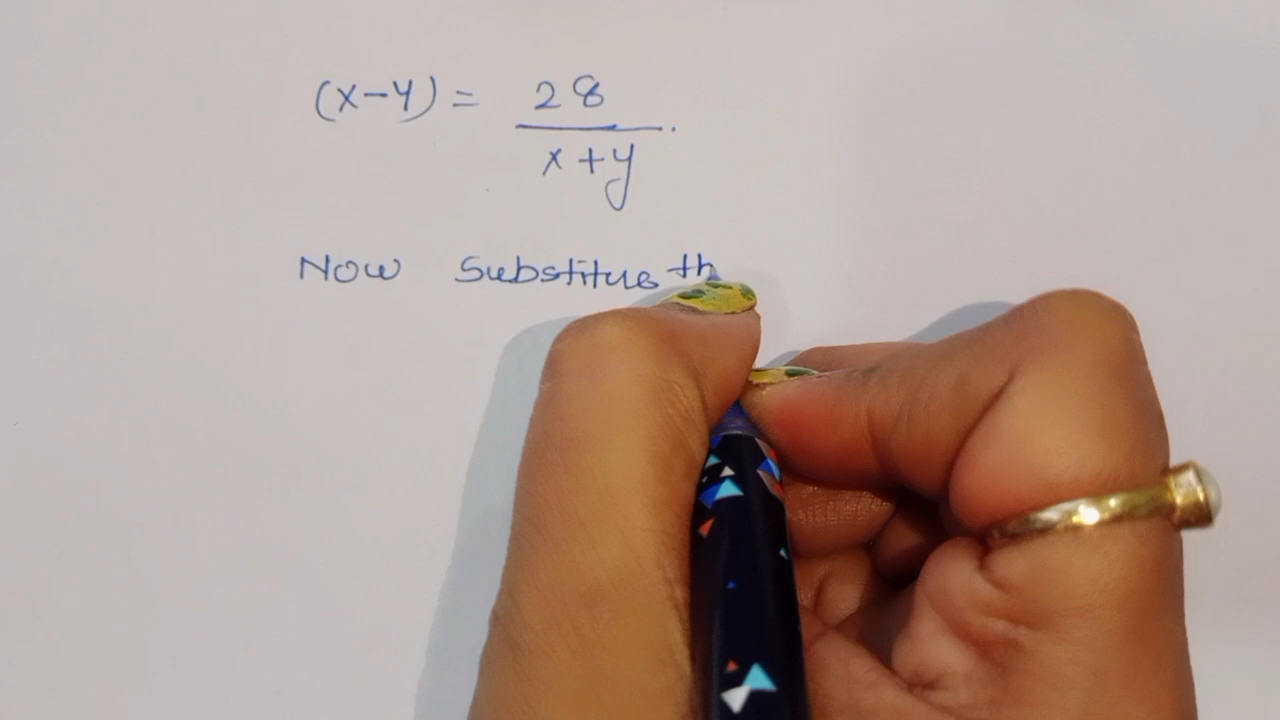 (x-y) = 28
x+y
Now Substitue th